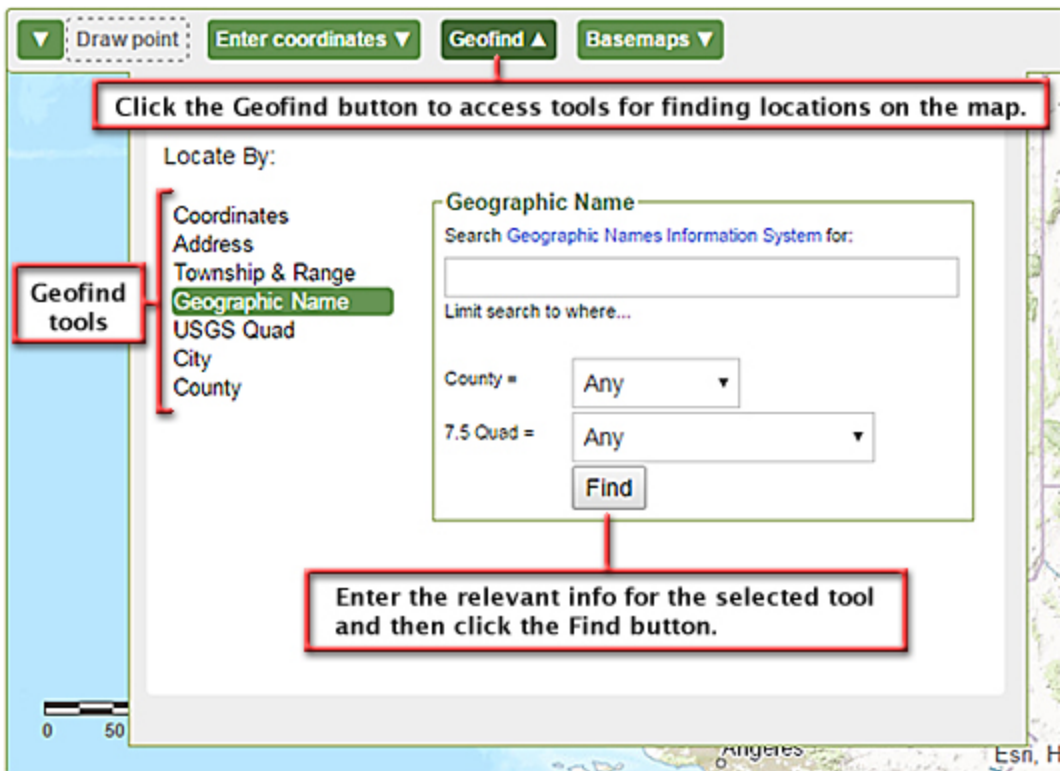 ▼ Draw point Enter coordinates ▼ Geofind ▲ Basemaps ▼
Click the Geofind button to access tools for finding locations on the map.
Locate By:
Coordinates
Address
Township & Range
Geographic Name
USGS Quad
City
County
Geofind
tools
Geographic Name
Search Geographic Names Information System for:
Limit search to where...
County = Any ▼
7.5 Quad = Any ▼
Find
Enter the relevant info for the selected tool
and then click the Find button.
0 50
Esri, H